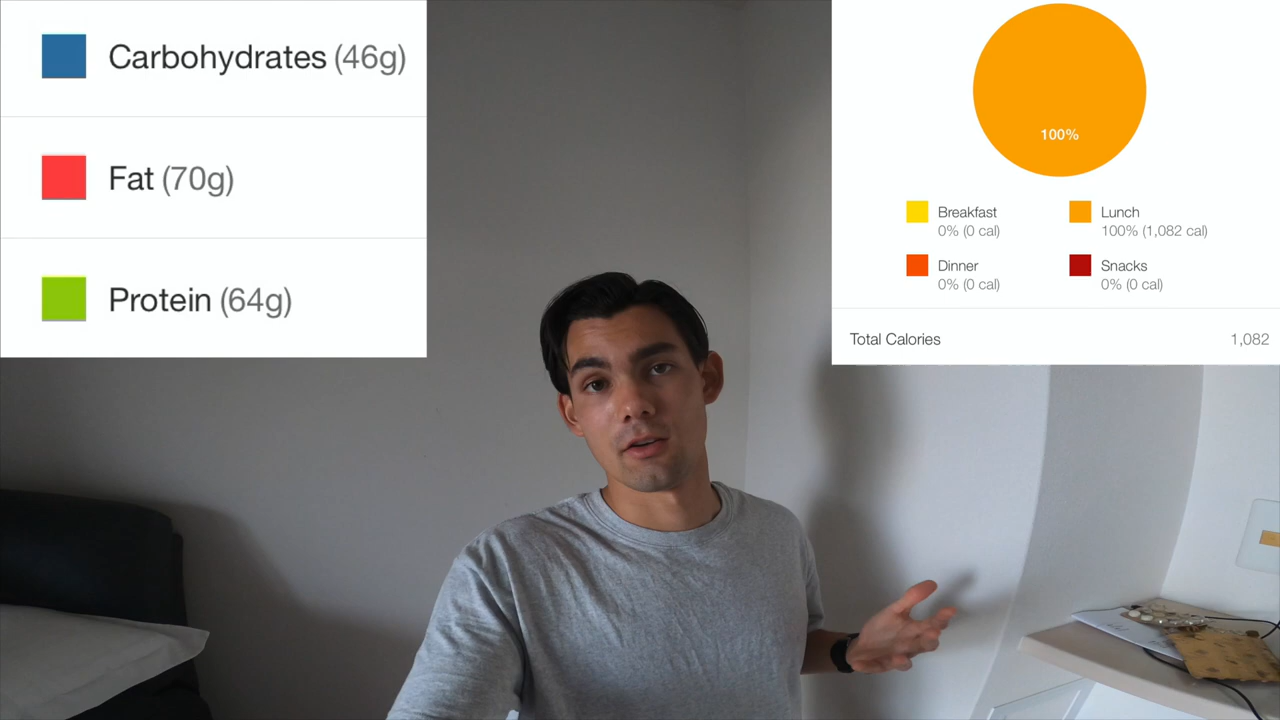 Carbohydrates (46g)
Fat (70g)
Protein (64g)
100%
Breakfast
0% (0 cal)
Lunch
100% (1,082 cal)
Dinner
0% (0 cal)
Snacks
0% (0 cal)
Total Calories 1,082